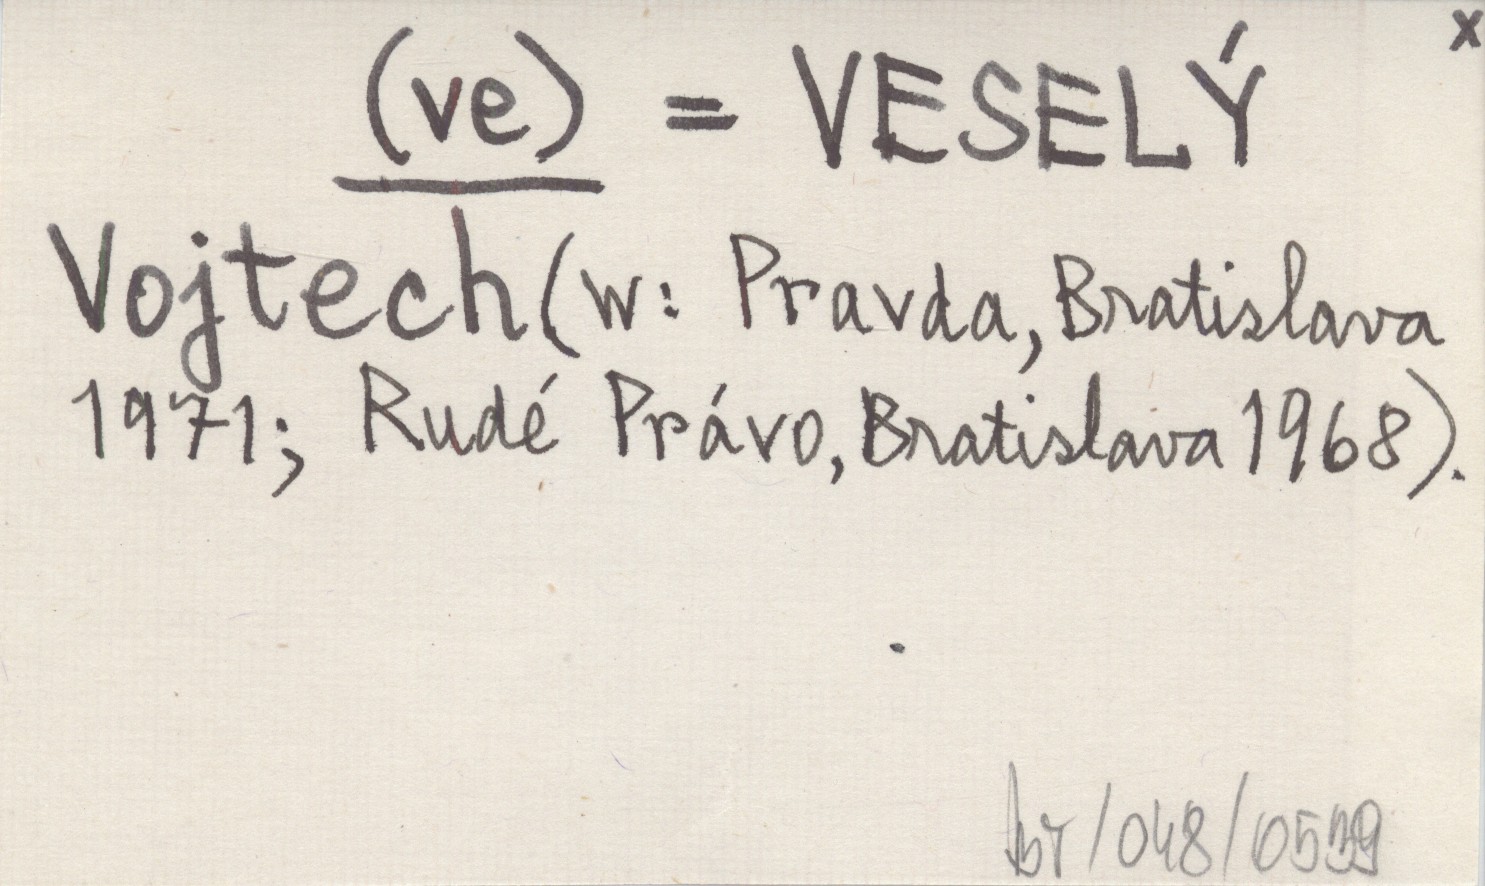 x
(ve) = VESELÝ
Vojtech (w: Pravda, Bratislava
1971; Rudé Právo, Bratislava 1968).